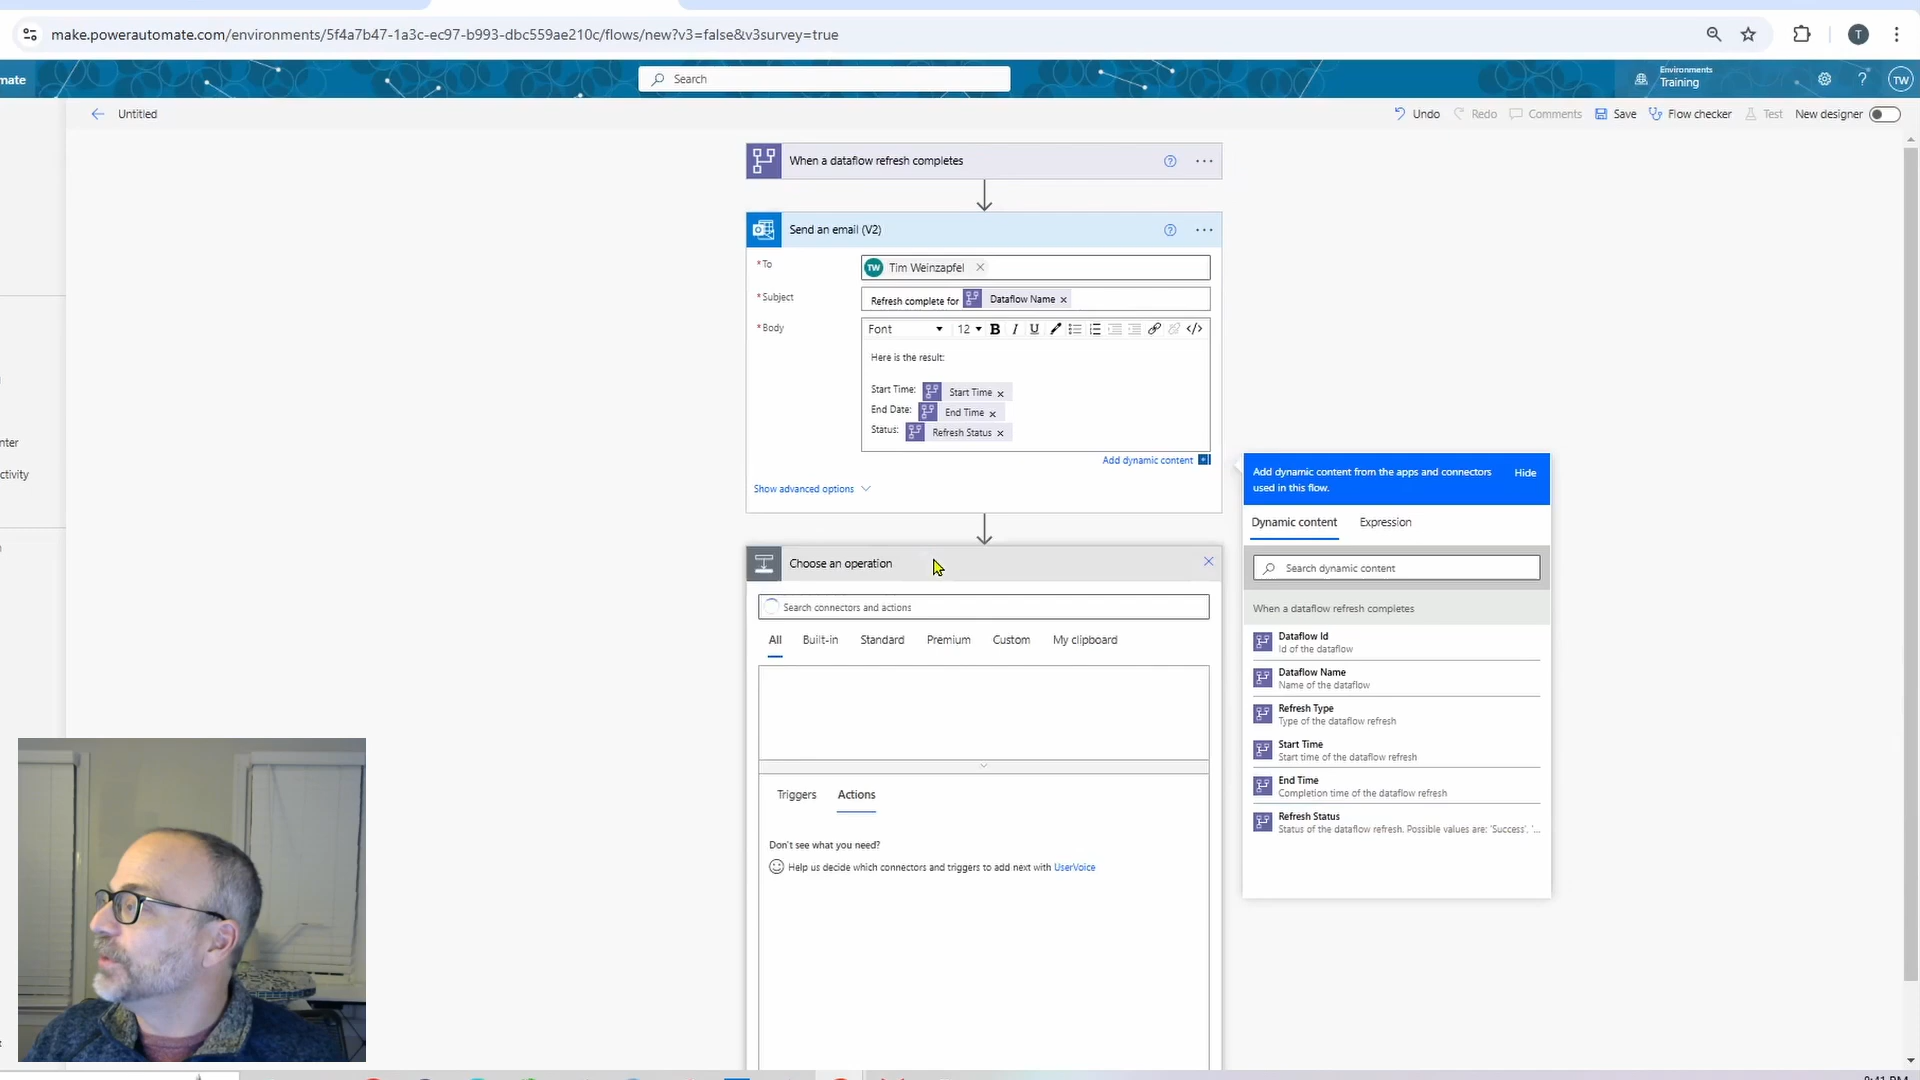 make.powerautomate.com/environments/5f4a7b47-1a3c-ec97-b993-dbc559ae210c/flows/new?v3=false&v3survey=true
T
mate
Search
Environments
Training
?
TW
Untitled
Undo
Redo
Comments
Save
Flow checker
Test
New designer
When a dataflow refresh completes
Send an email (V2)
*To
TW Tim Weinzapfel
*Subject
Refresh complete for Dataflow Name
*Body
Font 12 B I U </>
Here is the result:
Start Time: Start Time
End Date: End Time
Status: Refresh Status
Add dynamic content
Show advanced options
Add dynamic content from the apps and connectors used in this flow.
Hide
Dynamic content
Expression
Search dynamic content
When a dataflow refresh completes
Dataflow Id
Id of the dataflow
Dataflow Name
Name of the dataflow
Refresh Type
Type of the dataflow refresh
Start Time
Start time of the dataflow refresh
End Time
Completion time of the dataflow refresh
Refresh Status
Status of the dataflow refresh. Possible values are: 'Success', '...
Choose an operation
Search connectors and actions
All
Built-in
Standard
Premium
Custom
My clipboard
Triggers
Actions
Don't see what you need?
Help us decide which connectors and triggers to add next with UserVoice
nter
ctivity